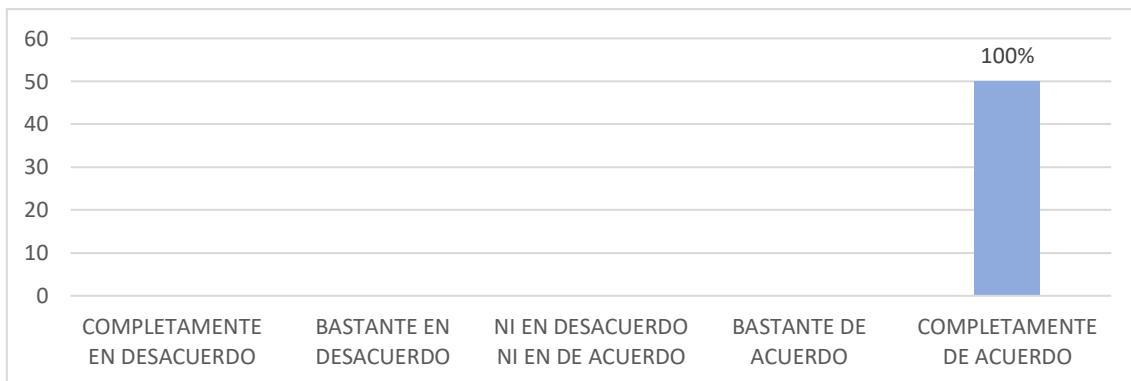 60
100%
50
40
30
20
10
0
COMPLETAMENTE
EN DESACUERDO
BASTANTE EN
DESACUERDO
NI EN DESACUERDO
NI EN DE ACUERDO
BASTANTE DE
ACUERDO
COMPLETAMENTE
DE ACUERDO